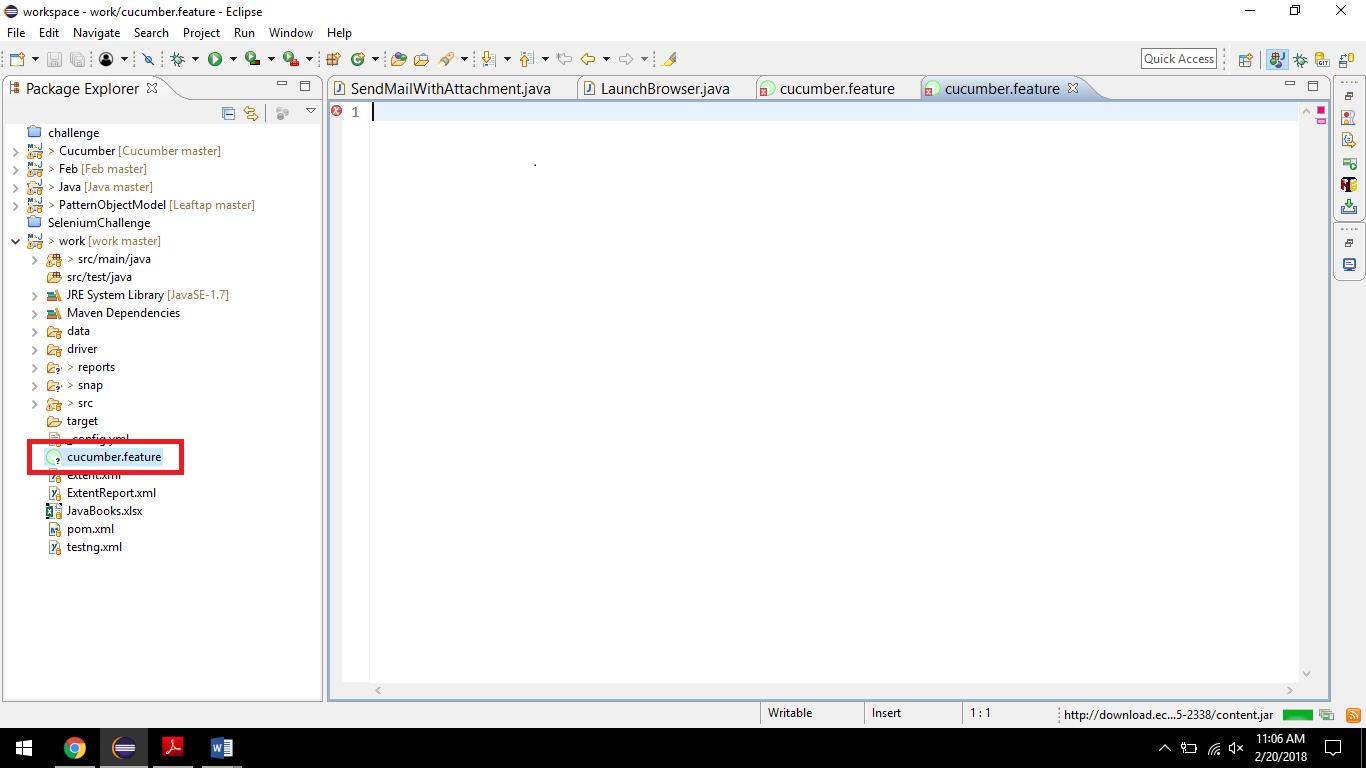 workspace - work/cucumber.feature - Eclipse
File Edit Navigate Search Project Run Window Help
Quick Access
Package Explorer
SendMailWithAttachment.java LaunchBrowser.java cucumber.feature cucumber.feature
1
challenge
> Cucumber [Cucumber master]
> Feb [Feb master]
> Java [Java master]
> PatternObjectModel [Leaftap master]
SeleniumChallenge
> work [work master]
> src/main/java
src/test/java
JRE System Library [JavaSE-1.7]
Maven Dependencies
data
driver
> reports
> snap
> src
target
_config.yml
cucumber.feature
extent.xml
ExtentReport.xml
JavaBooks.xlsx
pom.xml
testng.xml
Writable Insert 1 : 1 http://download.ec...5-2338/content.jar
11:06 AM
2/20/2018